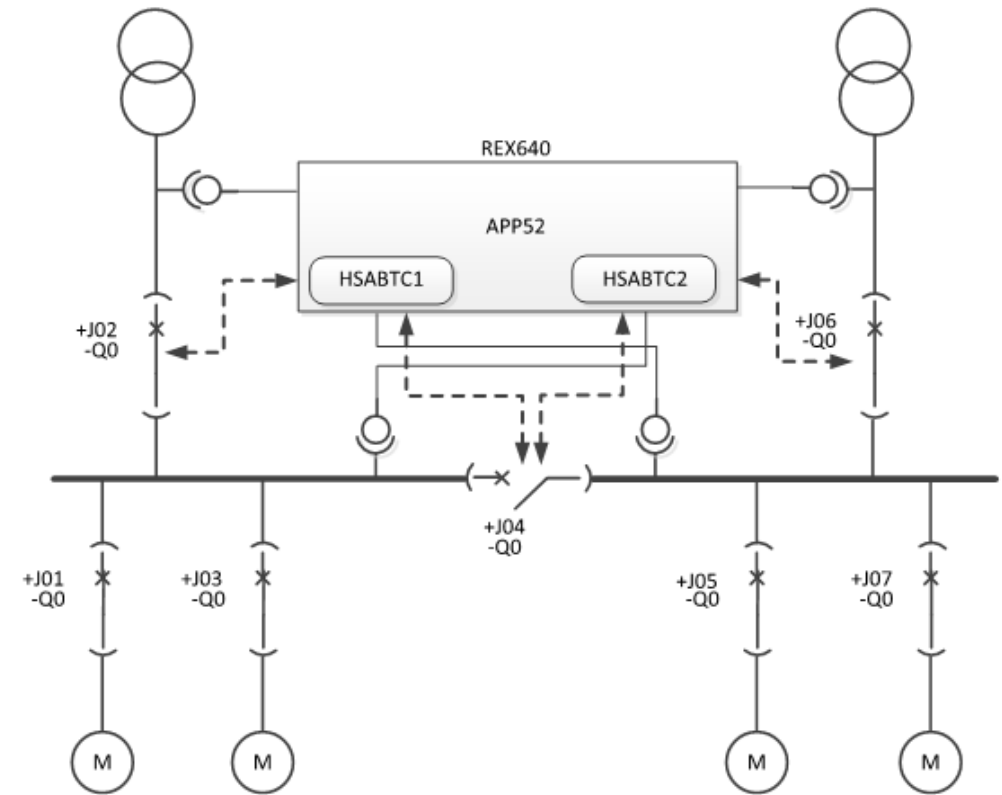 REX640
APP52
HSABTC1
HSABTC2
+J02
-Q0
+J06
-Q0
+J04
-Q0
+J01
-Q0
+J03
-Q0
+J05
-Q0
+J07
-Q0
M
M
M
M